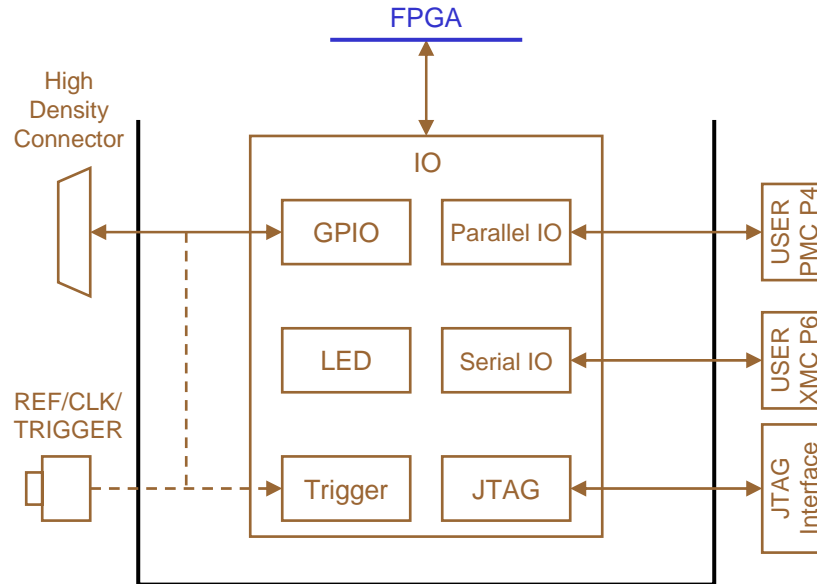 FPGA
High
Density
Connector
IO
GPIO
Parallel IO
USER
PMC P4
LED
Serial IO
USER
XMC P6
REF/CLK/
TRIGGER
Trigger
JTAG
JTAG
Interface